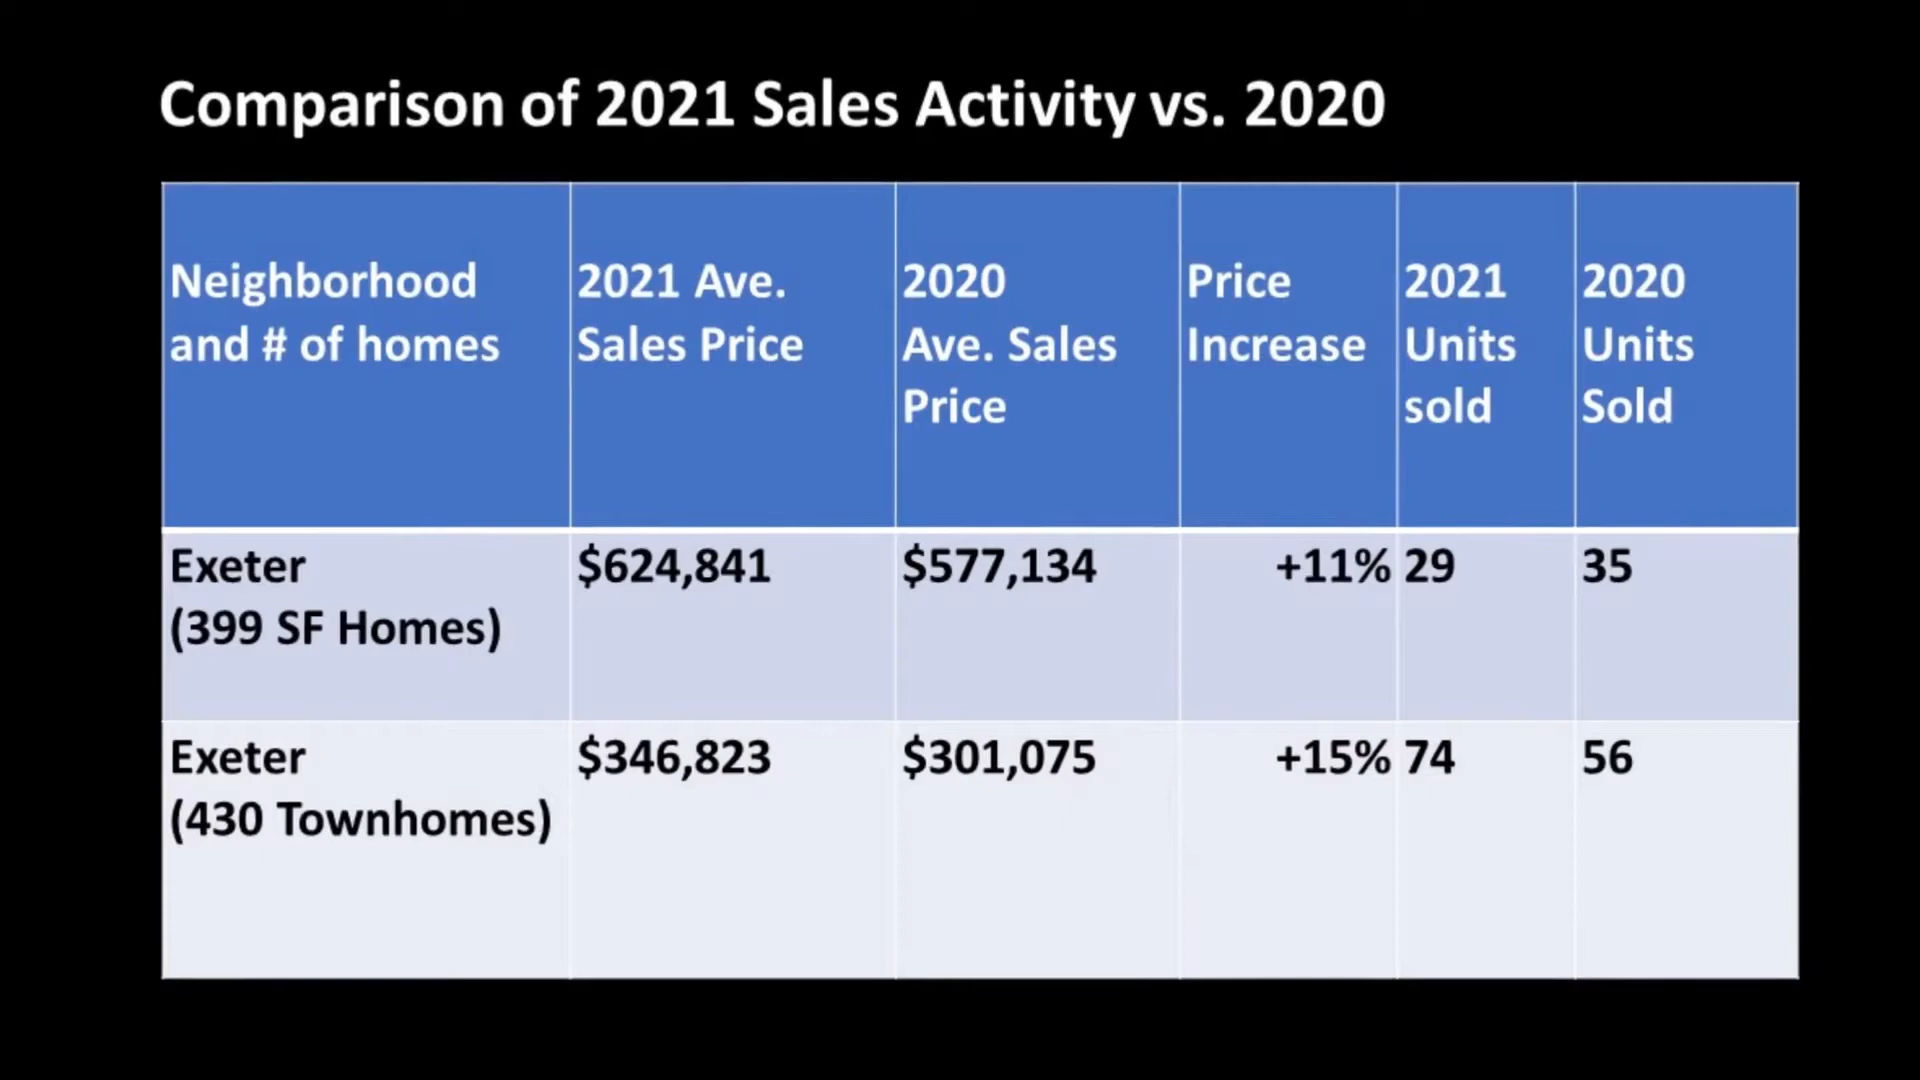 Comparison of 2021 Sales Activity vs. 2020
Neighborhood
and # of homes
2021 Ave.
Sales Price
2020
Ave. Sales
Price
Price
Increase
2021
Units
sold
2020
Units
Sold
Exeter
(399 SF Homes)
$624,841
$577,134
+11%
29
35
Exeter
(430 Townhomes)
$346,823
$301,075
+15%
74
56